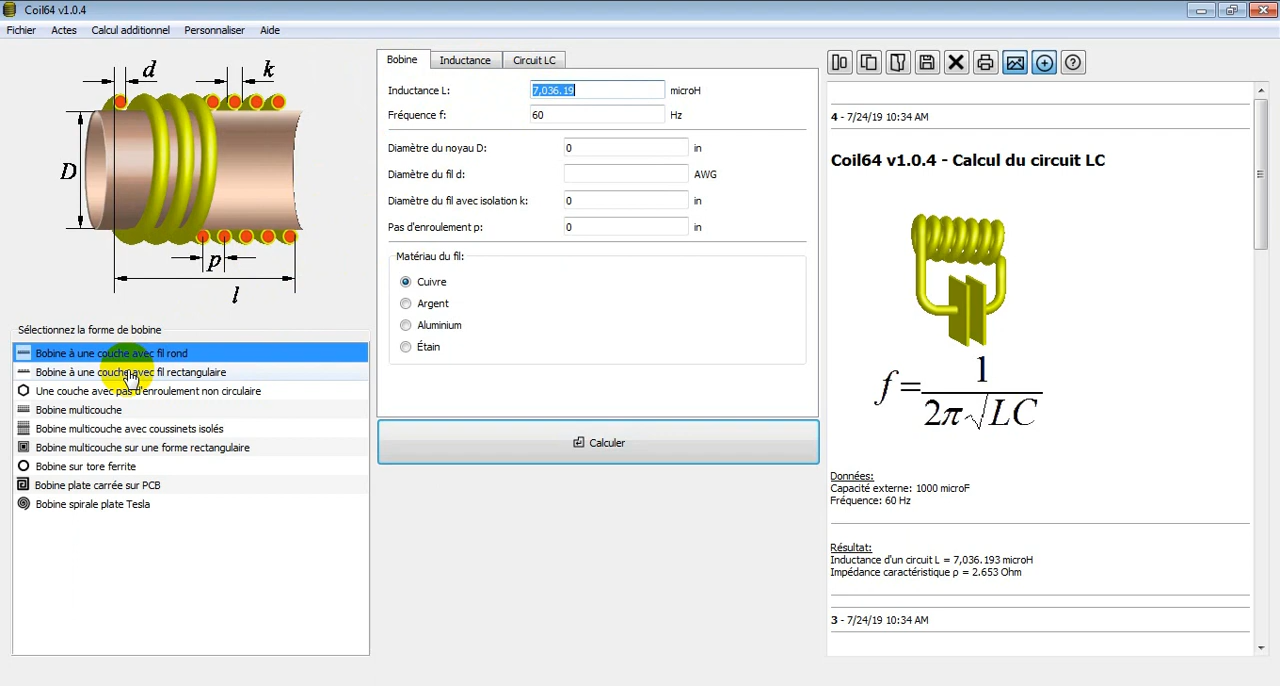 Coil64 v1.0.4
Fichier Actes Calcul additionnel Personnaliser Aide
d k
D
p
l
Sélectionnez la forme de bobine
Bobine à une couche avec fil rond
Bobine à une couche avec fil rectangulaire
Une couche avec pas d'enroulement non circulaire
Bobine multicouche
Bobine multicouche avec coussinets isolés
Bobine multicouche sur une forme rectangulaire
Bobine sur tore ferrite
Bobine plate carrée sur PCB
Bobine spirale plate Tesla
Bobine Inductance Circuit LC
Inductance L: 7,036.19 microH
Fréquence f: 60 Hz
Diamètre du noyau D: 0 in
Diamètre du fil d: AWG
Diamètre du fil avec isolation k: 0 in
Pas d'enroulement p: 0 in
Matériau du fil:
Cuivre
Argent
Aluminium
Étain
Calculer
4 - 7/24/19 10:34 AM
Coil64 v1.0.4 - Calcul du circuit LC
f = 1 / 2π√LC
Données:
Capacité externe: 1000 microF
Fréquence: 60 Hz
Résultat:
Inductance d'un circuit L = 7,036.193 microH
Impédance caractéristique ρ = 2.653 Ohm
3 - 7/24/19 10:34 AM